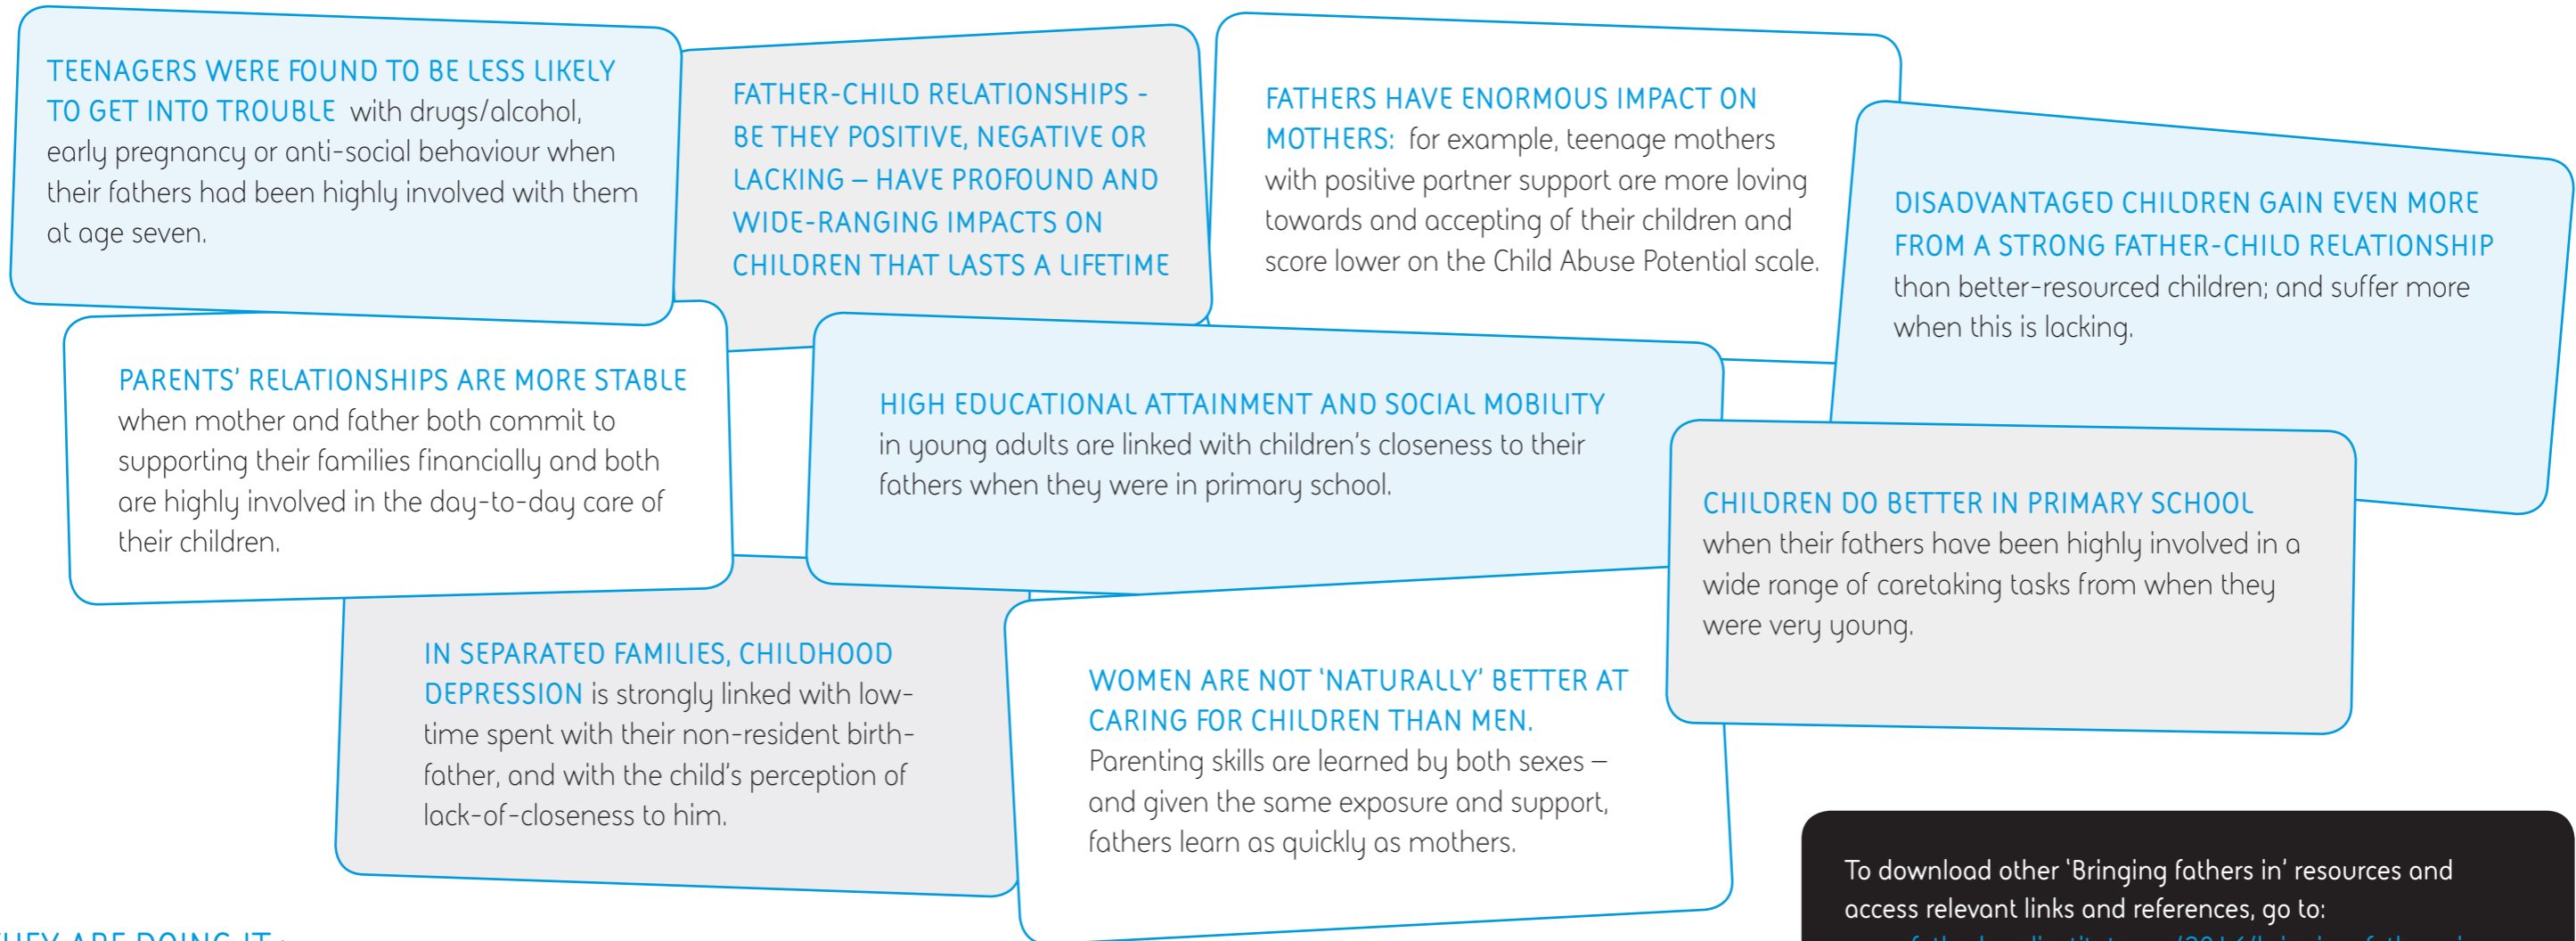 TEENAGERS WERE FOUND TO BE LESS LIKELY
TO GET INTO TROUBLE with drugs/alcohol,
early pregnancy or anti-social behaviour when
their fathers had been highly involved with them
at age seven.
FATHER-CHILD RELATIONSHIPS -
BE THEY POSITIVE, NEGATIVE OR
LACKING – HAVE PROFOUND AND
WIDE-RANGING IMPACTS ON
CHILDREN THAT LASTS A LIFETIME
FATHERS HAVE ENORMOUS IMPACT ON
MOTHERS: for example, teenage mothers
with positive partner support are more loving
towards and accepting of their children and
score lower on the Child Abuse Potential scale.
DISADVANTAGED CHILDREN GAIN EVEN MORE
FROM A STRONG FATHER-CHILD RELATIONSHIP
than better-resourced children; and suffer more
when this is lacking.
PARENTS' RELATIONSHIPS ARE MORE STABLE
when mother and father both commit to
supporting their families financially and both
are highly involved in the day-to-day care of
their children.
HIGH EDUCATIONAL ATTAINMENT AND SOCIAL MOBILITY
in young adults are linked with children's closeness to their
fathers when they were in primary school.
CHILDREN DO BETTER IN PRIMARY SCHOOL
when their fathers have been highly involved in a
wide range of caretaking tasks from when they
were very young.
IN SEPARATED FAMILIES, CHILDHOOD
DEPRESSION is strongly linked with low-
time spent with their non-resident birth-
father, and with the child's perception of
lack-of-closeness to him.
WOMEN ARE NOT 'NATURALLY' BETTER AT
CARING FOR CHILDREN THAN MEN.
Parenting skills are learned by both sexes –
and given the same exposure and support,
fathers learn as quickly as mothers.
To download other 'Bringing fathers in' resources and
access relevant links and references, go to:
THEY ARE DOING IT